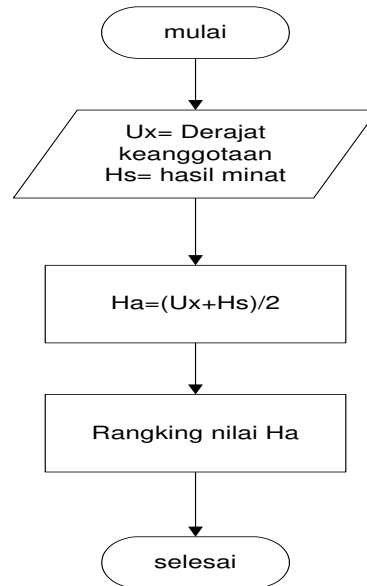 mulai
Ux= Derajat
keanggotaan
Hs= hasil minat
Ha=(Ux+Hs)/2
Rangking nilai Ha
selesai